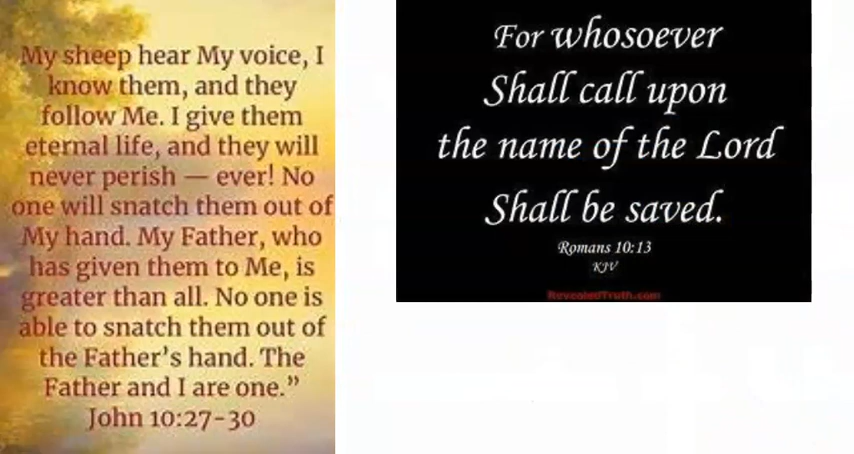 My sheep hear My voice, I
know them, and they
follow Me. I give them
eternal life, and they will
never perish — ever! No
one will snatch them out of
My hand. My Father, who
has given them to Me, is
greater than all. No one is
able to snatch them out of
the Father’s hand. The
Father and I are one.”
John 10:27-30
For whosoever
Shall call upon
the name of the Lord
Shall be saved.
Romans 10:13
KJV
RevealedTruth.com